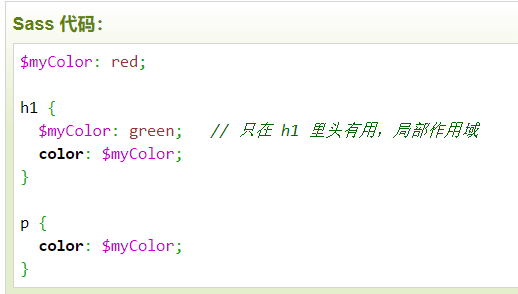 Sass 代码：
$myColor: red;
h1 {
  $myColor: green;   // 只在 h1 里头有用，局部作用域
  color: $myColor;
}
p {
  color: $myColor;
}